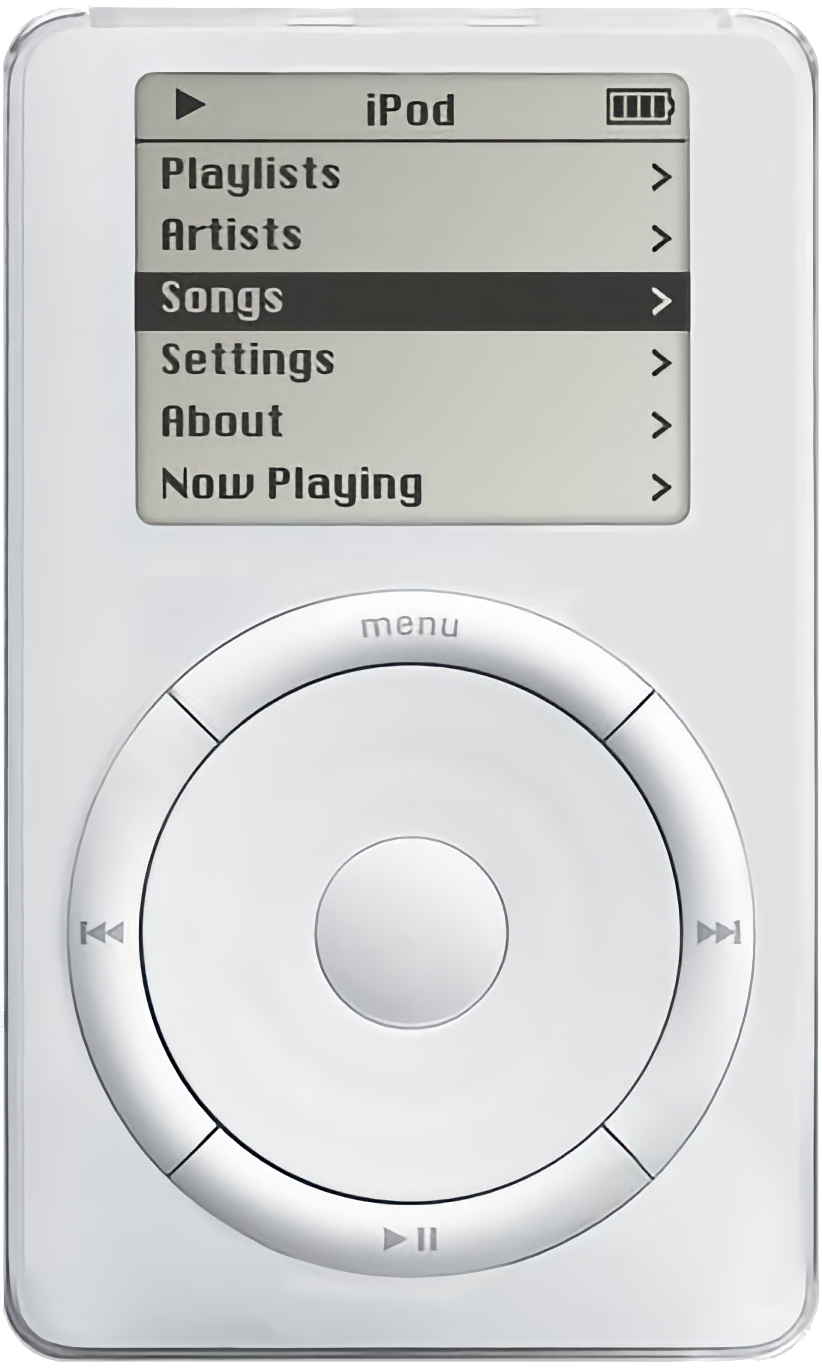 iPod
Playlists >
Artists >
Songs >
Settings >
About >
Now Playing >
menu